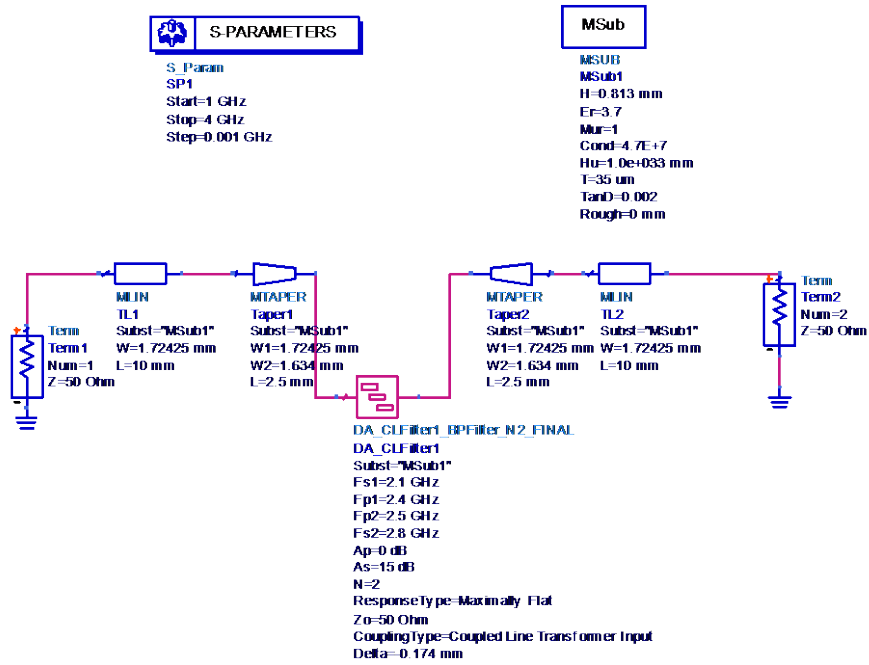 S-PARAMETERS
S_Param
SP1
Start=1 GHz
Stop=4 GHz
Step=0.001 GHz
MSub
MSUB
MSub1
H=0.813 mm
Er=3.7
Mur=1
Cond=4.7E+7
Hu=1.0e+033 mm
T=35 um
TanD=0.002
Rough=0 mm
Term
Term1
Num=1
Z=50 Ohm
MLIN
TL1
Subst="MSub1"
W=1.72425 mm
L=10 mm
MTAPER
Taper1
Subst="MSub1"
W1=1.72425 mm
W2=1.634 mm
L=2.5 mm
MTAPER
Taper2
Subst="MSub1"
W1=1.72425 mm
W2=1.634 mm
L=2.5 mm
MLIN
TL2
Subst="MSub1"
W=1.72425 mm
L=10 mm
Term
Term2
Num=2
Z=50 Ohm
DA_CLFilter1_BPFilter_N2_FINAL
DA_CLFilter1
Subst="MSub1"
Fs1=2.1 GHz
Fp1=2.4 GHz
Fp2=2.5 GHz
Fs2=2.8 GHz
Ap=0 dB
As=15 dB
N=2
ResponseType=Maximally Flat
Zo=50 Ohm
CouplingType=Coupled Line Transformer Input
Delta=-0.174 mm